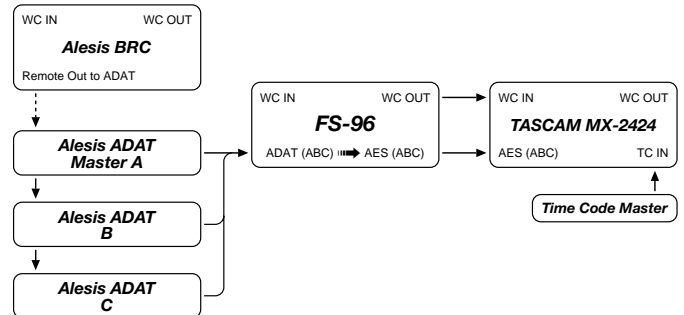 WC IN WC OUT
Alesis BRC
Remote Out to ADAT
Alesis ADAT
Master A
Alesis ADAT
B
Alesis ADAT
C
WC IN WC OUT
FS-96
ADAT (ABC) AES (ABC)
WC IN WC OUT
TASCAM MX-2424
AES (ABC) TC IN
Time Code Master